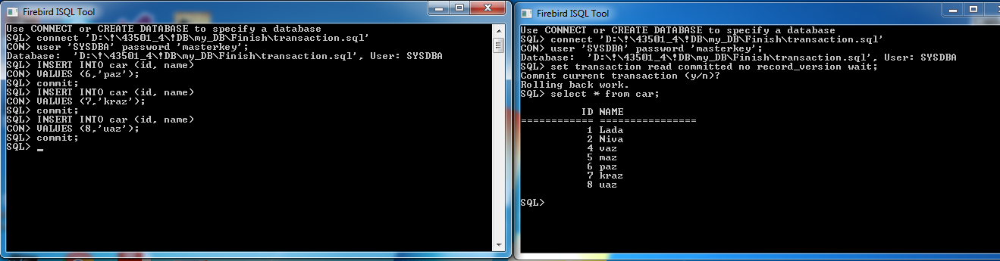 Firebird ISQL Tool
Use CONNECT or CREATE DATABASE to specify a database
SQL> connect 'D:\!\43501_4\!DB\my_DB\Finish\transaction.sql'
CON> user 'SYSDBA' password 'masterkey';
Database:  'D:\!\43501_4\!DB\my_DB\Finish\transaction.sql', User: SYSDBA
SQL> INSERT INTO car (id, name)
CON> VALUES (6,'paz');
SQL> commit;
SQL> INSERT INTO car (id, name)
CON> VALUES (7,'kraz');
SQL> commit;
SQL> INSERT INTO car (id, name)
CON> VALUES (8,'uaz');
SQL> commit;
SQL> _
Firebird ISQL Tool
Use CONNECT or CREATE DATABASE to specify a database
SQL> connect 'D:\!\43501_4\!DB\my_DB\Finish\transaction.sql'
CON> user 'SYSDBA' password 'masterkey';
Database:  'D:\!\43501_4\!DB\my_DB\Finish\transaction.sql', User: SYSDBA
SQL> set transaction read committed no record_version wait;
Commit current transaction (y/n)?
Rolling back work.
SQL> select * from car;
ID NAME
============ ================
1 Lada
2 Niva
4 vaz
5 maz
6 paz
7 kraz
8 uaz
SQL>